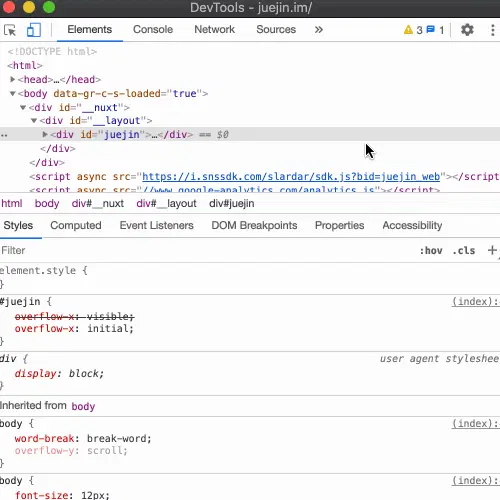 DevTools - juejin.im/
Elements Console Network Sources >> 3 1
<!DOCTYPE html>
<html>
<head>…</head>
<body data-gr-c-s-loaded="true">
<div id="__nuxt">
<div id="__layout">
<div id="juejin">…</div> == $0
</div>
</div>
<script async src="https://i.snssdk.com/slardar/sdk.js?bid=juejin_web"></script
<script async src="//www.google-analytics.com/analytics.js"></script>
html body div#__nuxt div#__layout div#juejin
Styles Computed Event Listeners DOM Breakpoints Properties Accessibility
Filter :hov .cls +
element.style {
}
#juejin { (index):
overflow-x: visible;
overflow-x: initial;
}
div { user agent styleshee
display: block;
}
Inherited from body
body { (index):
word-break: break-word;
overflow-y: scroll;
}
body { (index):
font-size: 12px;